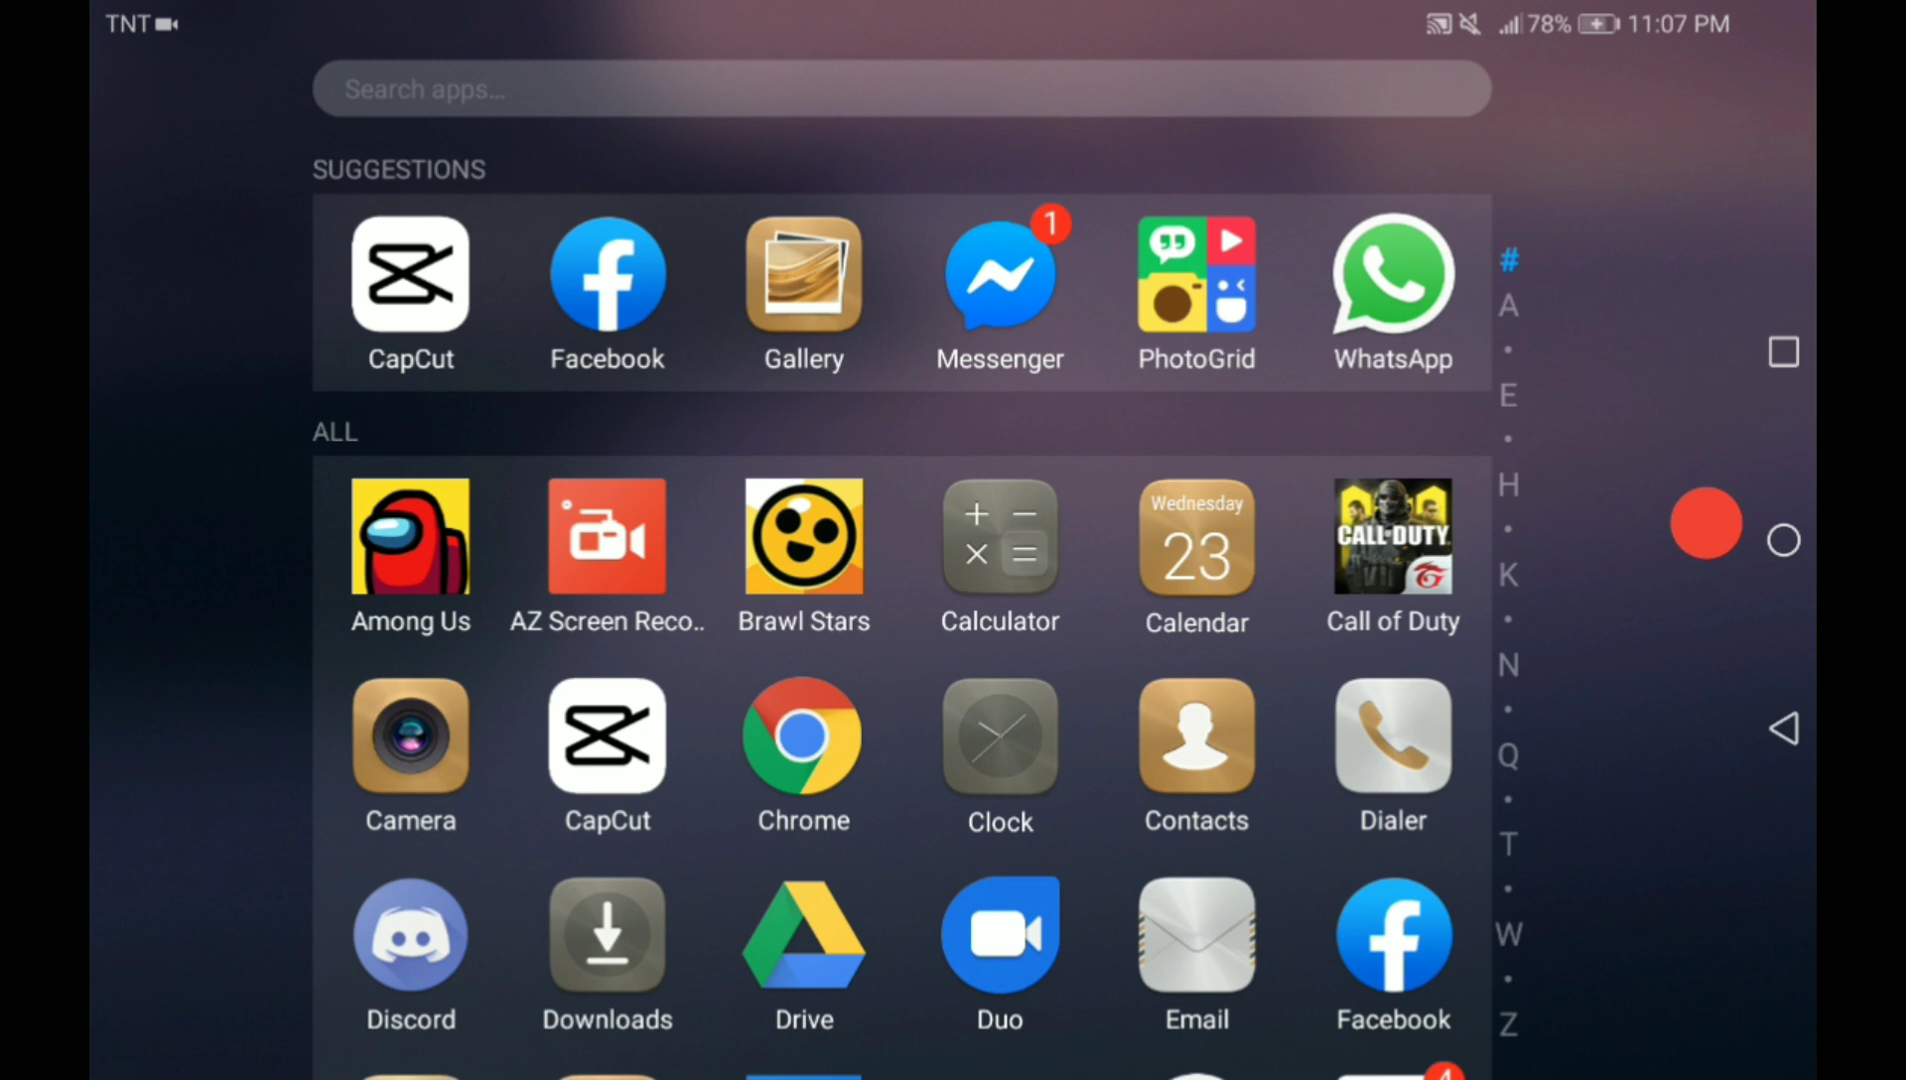 TNT
78% 11:07 PM
Search apps...
SUGGESTIONS
1
CapCut Facebook Gallery Messenger PhotoGrid WhatsApp
#
A
E
ALL
H
Wednesday
23
CALL OF DUTY
K
Among Us AZ Screen Reco.. Brawl Stars Calculator Calendar Call of Duty
N
Q
Camera CapCut Chrome Clock Contacts Dialer
T
W
Discord Downloads Drive Duo Email Facebook
Z
4